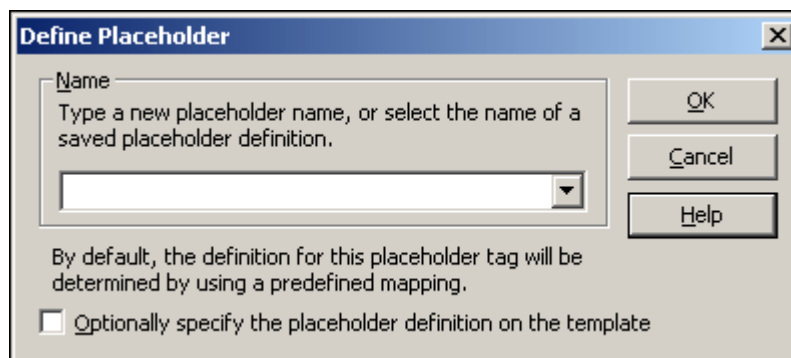 Define Placeholder
Name
Type a new placeholder name, or select the name of a
saved placeholder definition.
OK
Cancel
Help
By default, the definition for this placeholder tag will be
determined by using a predefined mapping.
Optionally specify the placeholder definition on the template